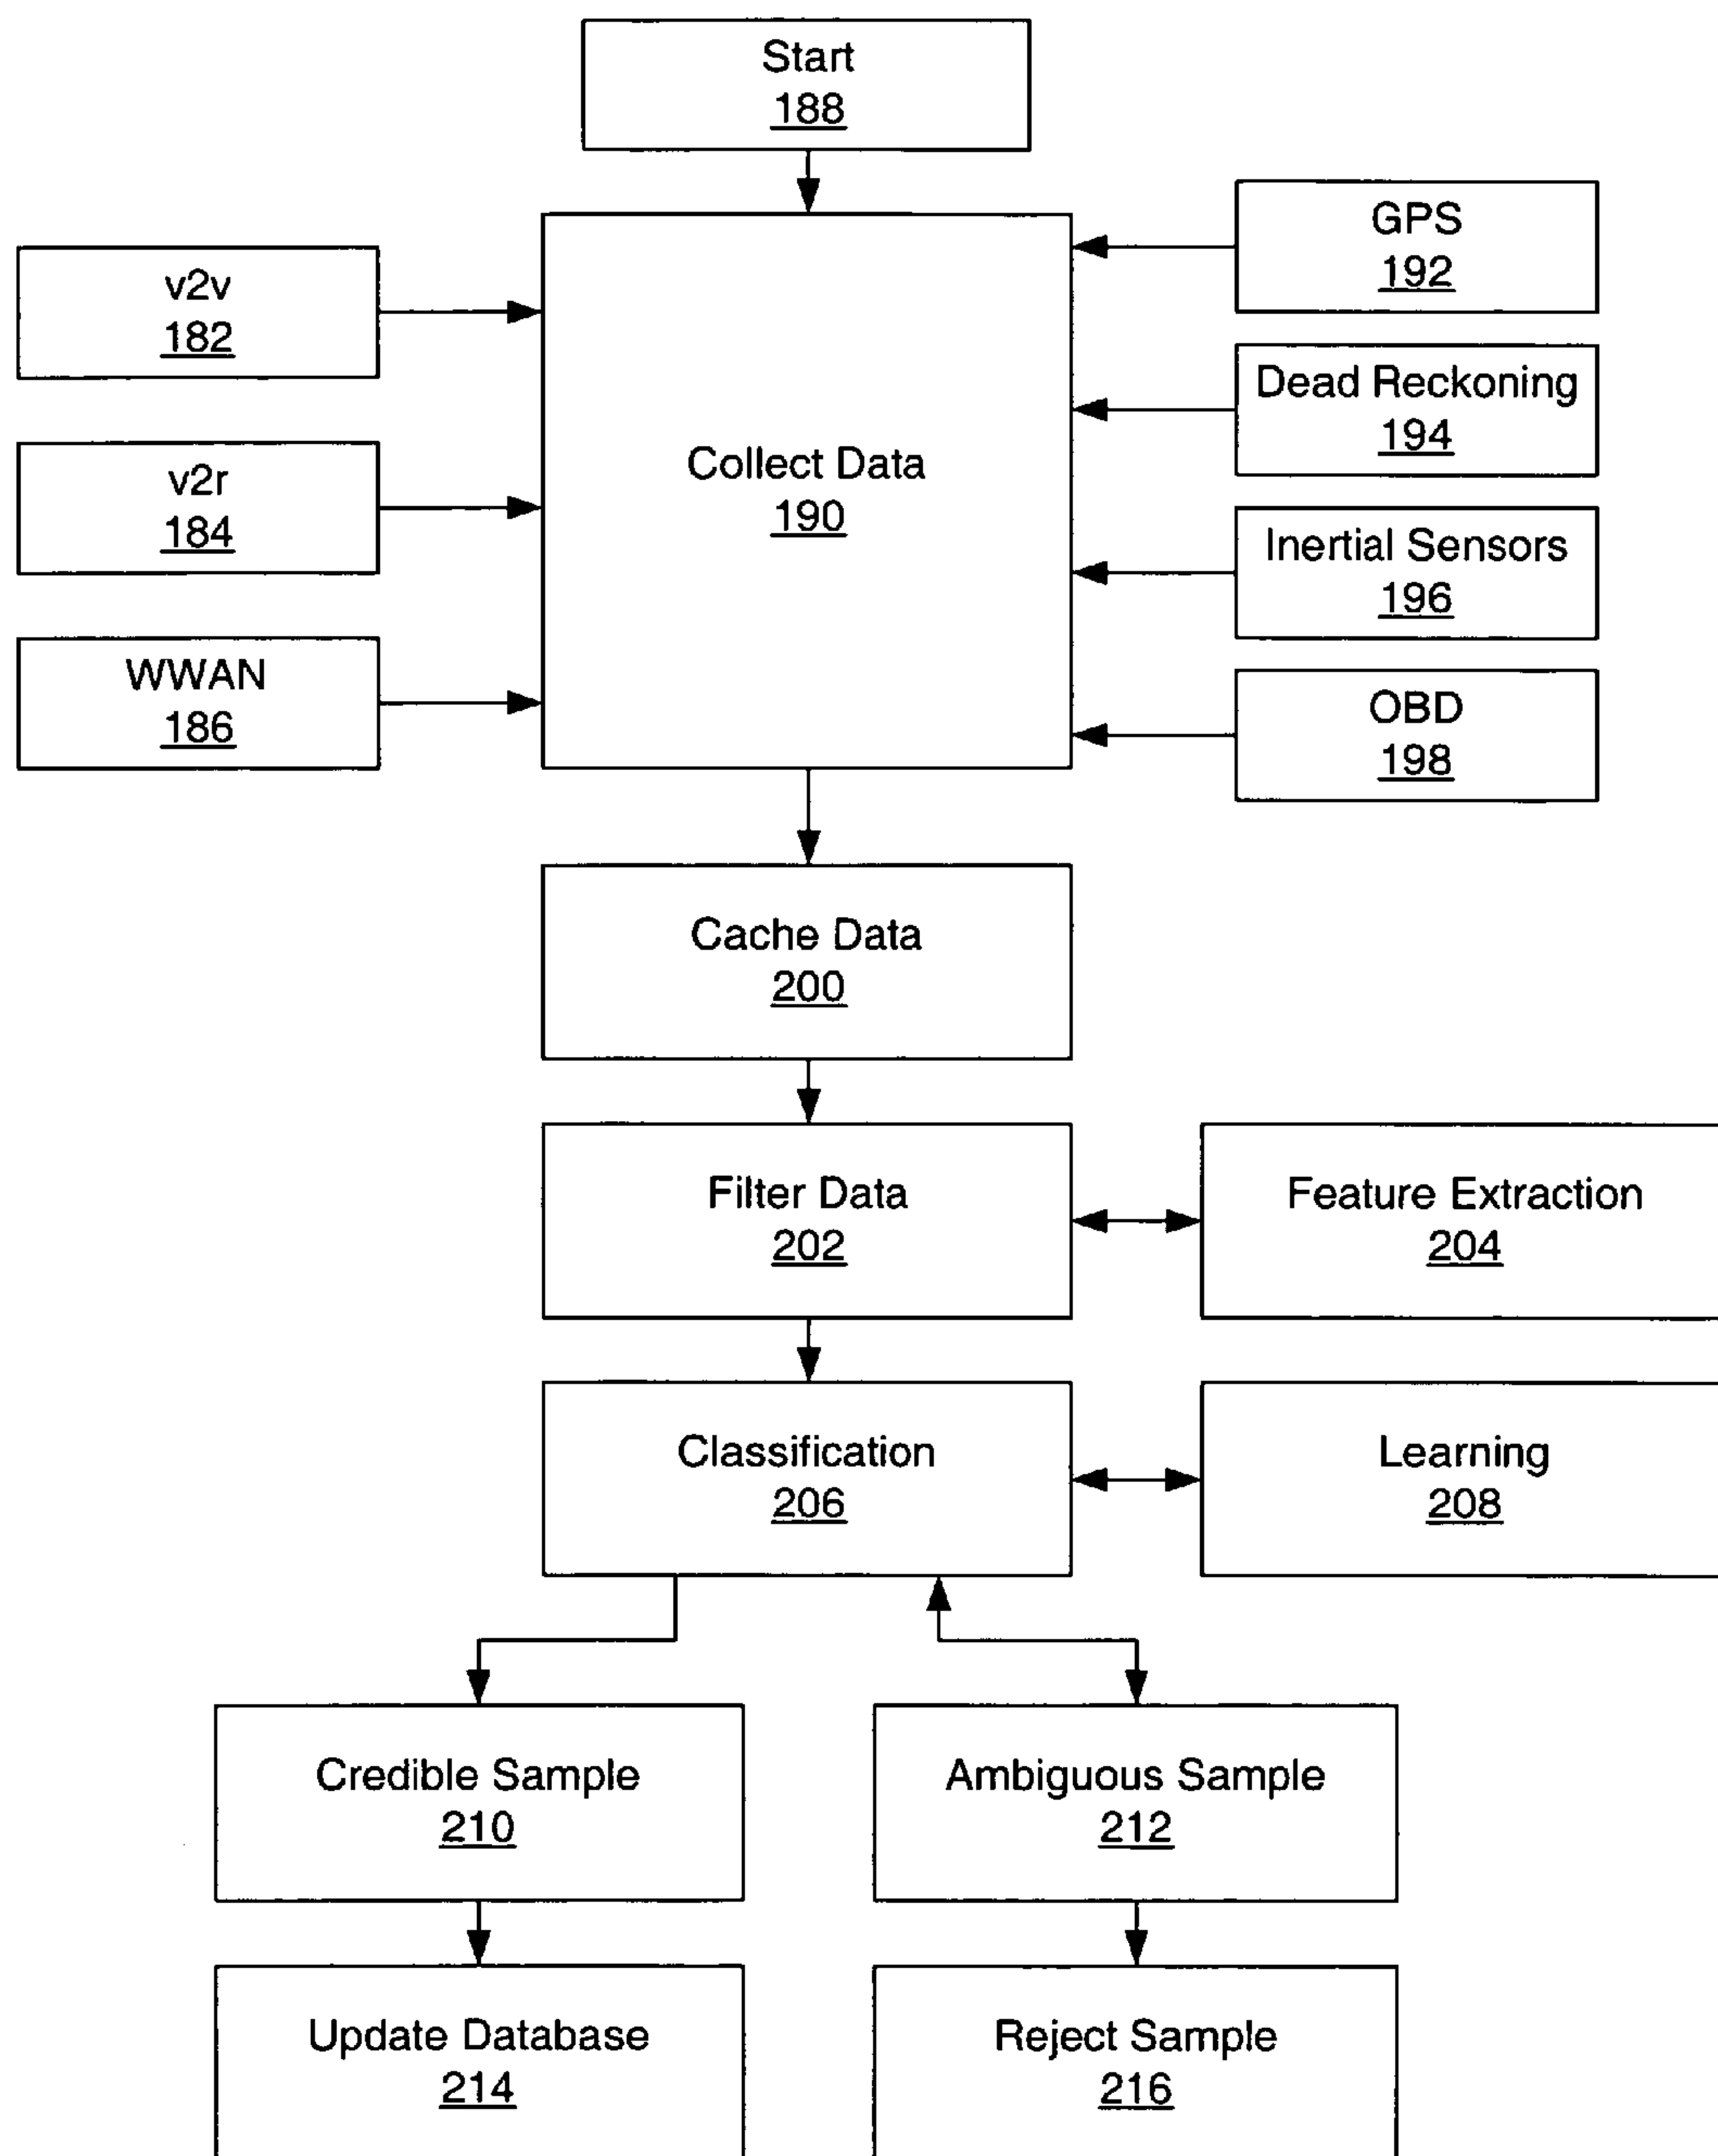 Start
188
GPS
192
v2v
182
Dead Reckoning
194
Collect Data
190
v2r
184
Inertial Sensors
196
WWAN
186
OBD
198
Cache Data
200
Filter Data
202
Feature Extraction
204
Classification
206
Learning
208
Credible Sample
210
Ambiguous Sample
212
Update Database
214
Reject Sample
216